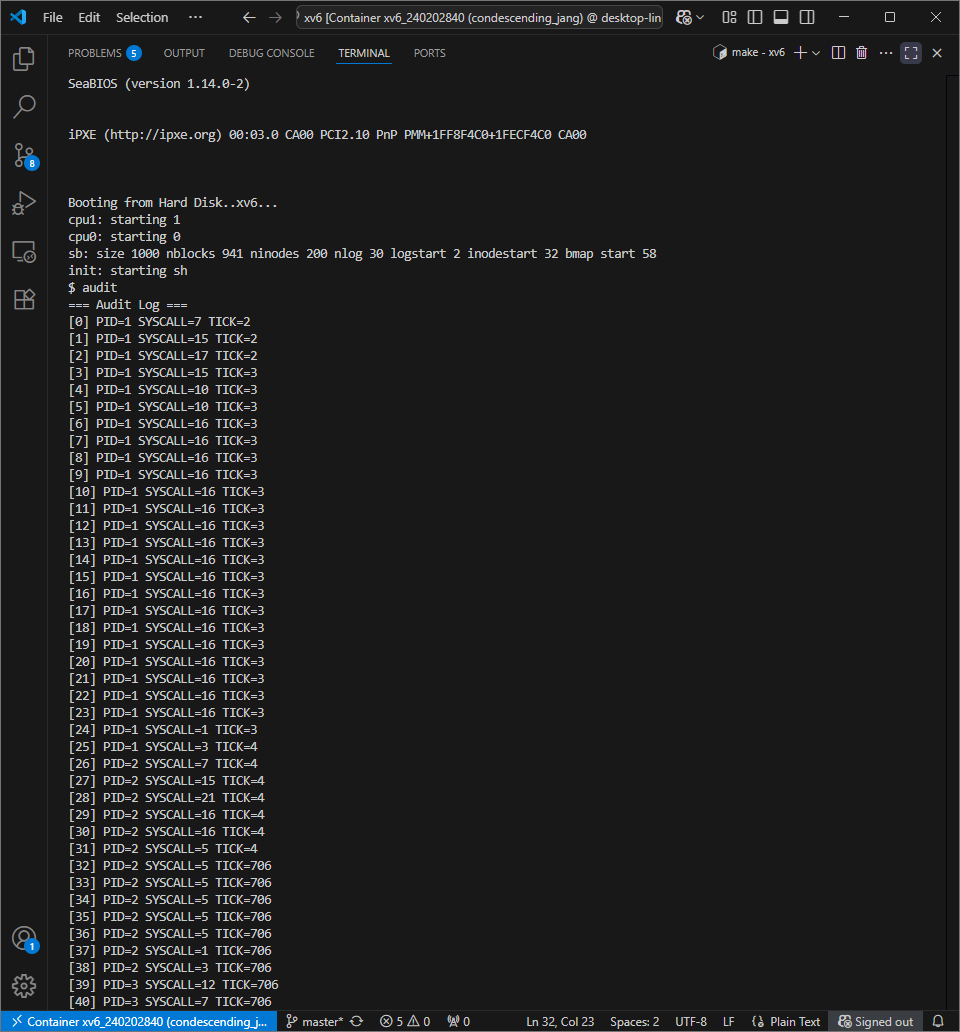 File Edit Selection ··· xv6 [Container xv6_240202840 (condescending_jang) @ desktop-lin
PROBLEMS 5 OUTPUT DEBUG CONSOLE TERMINAL PORTS make - xv6
SeaBIOS (version 1.14.0-2)
iPXE (http://ipxe.org) 00:03.0 CA00 PCI2.10 PnP PMM+1FF8F4C0+1FECF4C0 CA00
Booting from Hard Disk..xv6...
cpu1: starting 1
cpu0: starting 0
sb: size 1000 nblocks 941 ninodes 200 nlog 30 logstart 2 inodestart 32 bmap start 58
init: starting sh
$ audit
=== Audit Log ===
[0] PID=1 SYSCALL=7 TICK=2
[1] PID=1 SYSCALL=15 TICK=2
[2] PID=1 SYSCALL=17 TICK=2
[3] PID=1 SYSCALL=15 TICK=3
[4] PID=1 SYSCALL=10 TICK=3
[5] PID=1 SYSCALL=10 TICK=3
[6] PID=1 SYSCALL=16 TICK=3
[7] PID=1 SYSCALL=16 TICK=3
[8] PID=1 SYSCALL=16 TICK=3
[9] PID=1 SYSCALL=16 TICK=3
[10] PID=1 SYSCALL=16 TICK=3
[11] PID=1 SYSCALL=16 TICK=3
[12] PID=1 SYSCALL=16 TICK=3
[13] PID=1 SYSCALL=16 TICK=3
[14] PID=1 SYSCALL=16 TICK=3
[15] PID=1 SYSCALL=16 TICK=3
[16] PID=1 SYSCALL=16 TICK=3
[17] PID=1 SYSCALL=16 TICK=3
[18] PID=1 SYSCALL=16 TICK=3
[19] PID=1 SYSCALL=16 TICK=3
[20] PID=1 SYSCALL=16 TICK=3
[21] PID=1 SYSCALL=16 TICK=3
[22] PID=1 SYSCALL=16 TICK=3
[23] PID=1 SYSCALL=16 TICK=3
[24] PID=1 SYSCALL=1 TICK=3
[25] PID=1 SYSCALL=3 TICK=4
[26] PID=2 SYSCALL=7 TICK=4
[27] PID=2 SYSCALL=15 TICK=4
[28] PID=2 SYSCALL=21 TICK=4
[29] PID=2 SYSCALL=16 TICK=4
[30] PID=2 SYSCALL=16 TICK=4
[31] PID=2 SYSCALL=5 TICK=4
[32] PID=2 SYSCALL=5 TICK=706
[33] PID=2 SYSCALL=5 TICK=706
[34] PID=2 SYSCALL=5 TICK=706
[35] PID=2 SYSCALL=5 TICK=706
[36] PID=2 SYSCALL=5 TICK=706
[37] PID=2 SYSCALL=1 TICK=706
[38] PID=2 SYSCALL=3 TICK=706
[39] PID=3 SYSCALL=12 TICK=706
[40] PID=3 SYSCALL=7 TICK=706
8
1
Container xv6_240202840 (condescending_j... master* 5 0 0 Ln 32, Col 23 Spaces: 2 UTF-8 LF {} Plain Text Signed out